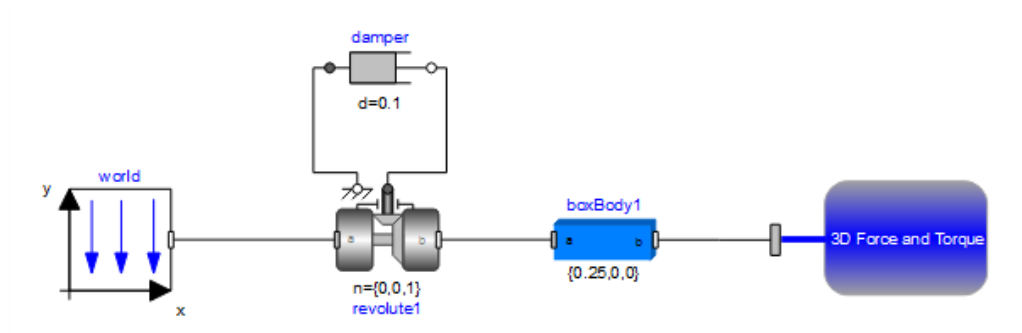 damper
d=0.1
world
y
x
a
b
n={0,0,1}
revolute1
boxBody1
a
b
{0.25,0,0}
3D Force and Torque